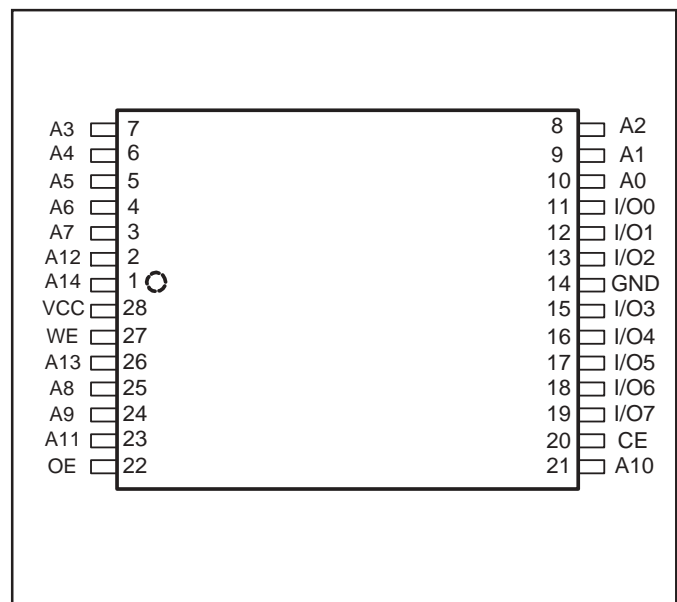 A3 7 8 A2
A4 6 9 A1
A5 5 10 A0
A6 4 11 I/O0
A7 3 12 I/O1
A12 2 13 I/O2
A14 1 14 GND
VCC 28 15 I/O3
WE 27 16 I/O4
A13 26 17 I/O5
A8 25 18 I/O6
A9 24 19 I/O7
A11 23 20 CE
OE 22 21 A10